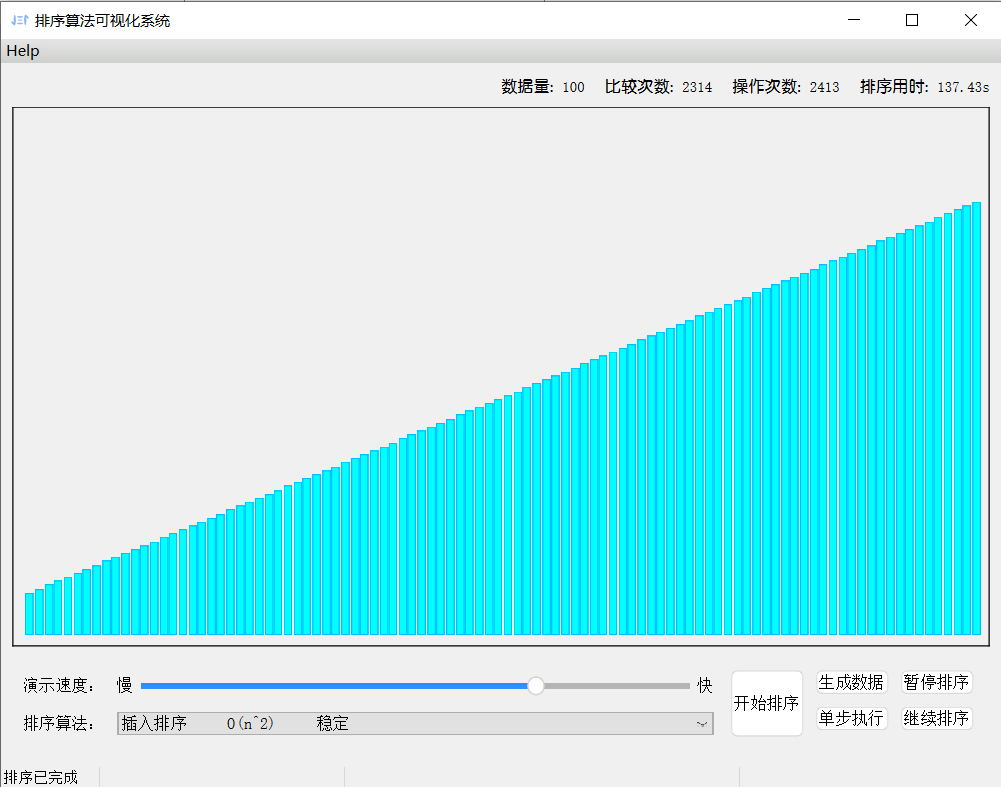 排序算法可视化系统
Help
数据量: 100 比较次数: 2314 操作次数: 2413 排序用时: 137.43s
演示速度: 慢 快
排序算法: 插入排序 O(n^2) 稳定
开始排序
生成数据 暂停排序
单步执行 继续排序
排序已完成